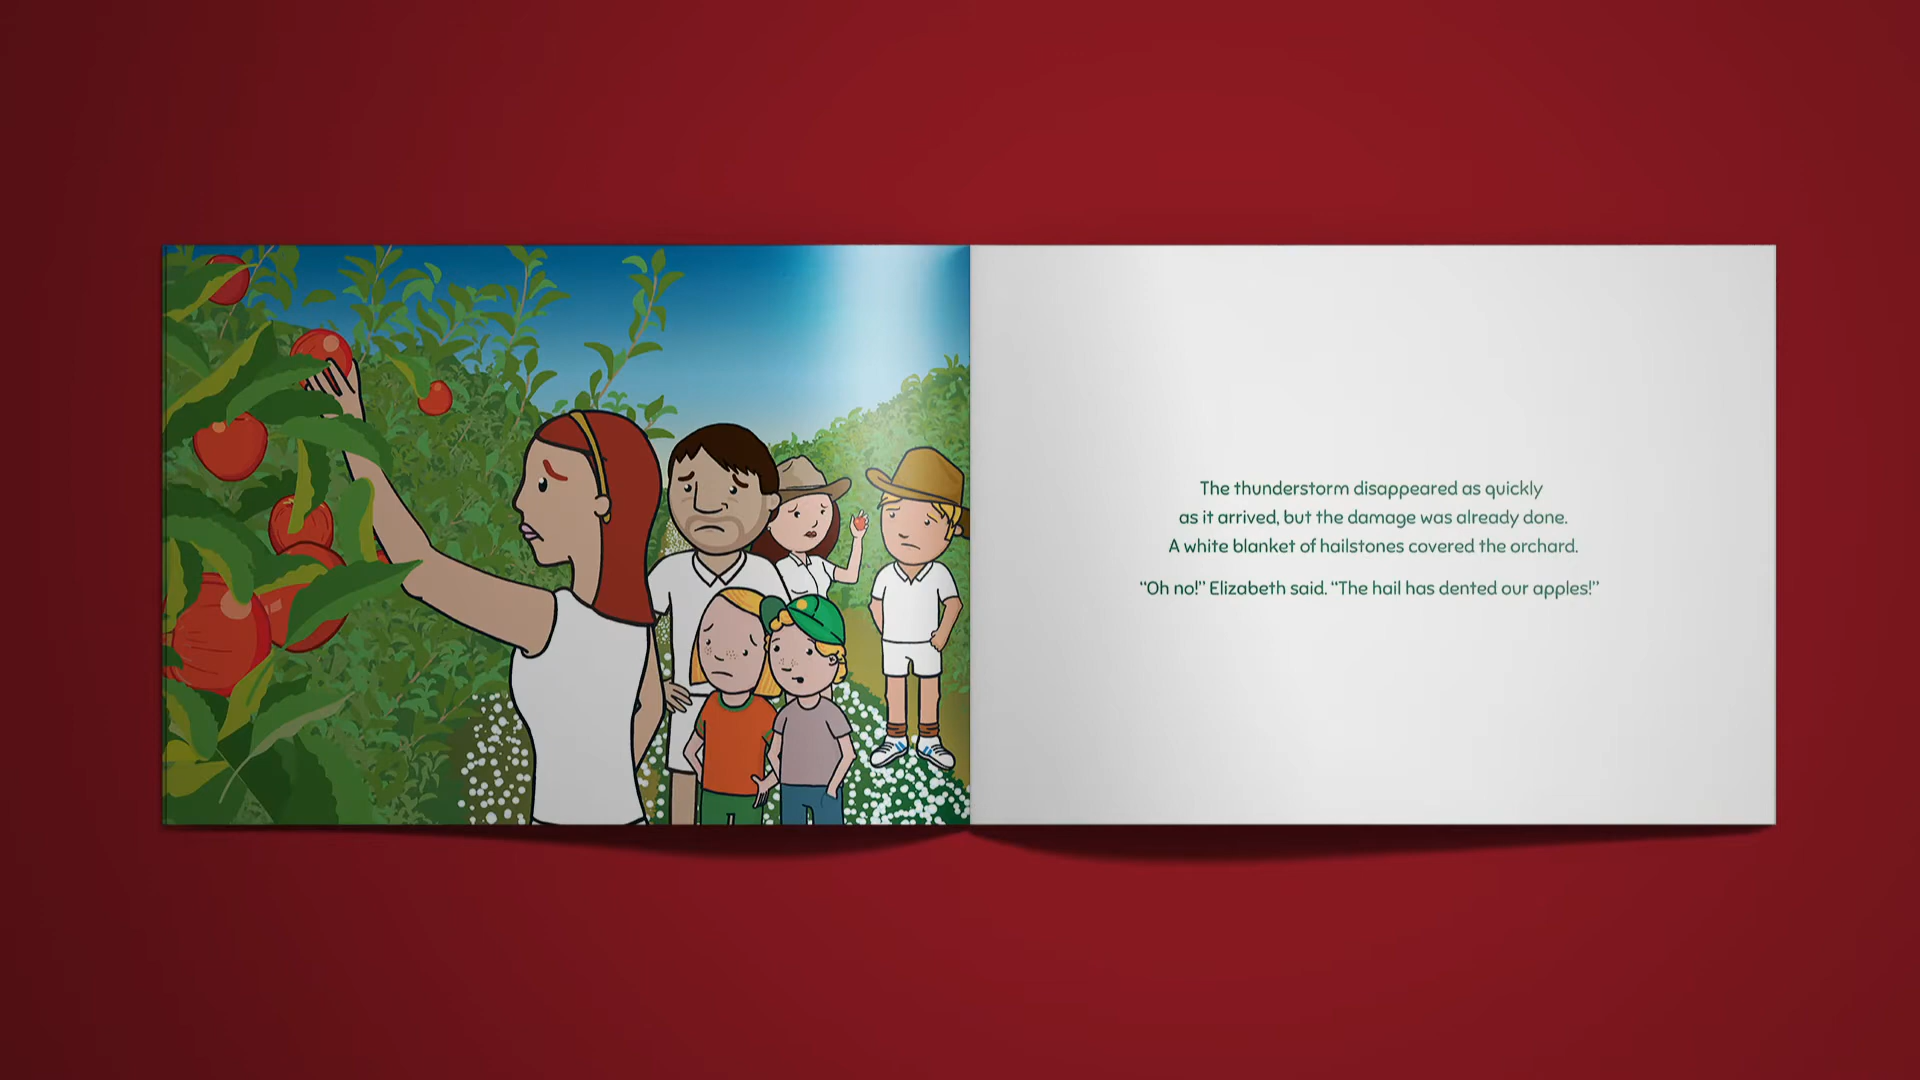 The thunderstorm disappeared as quickly
as it arrived, but the damage was already done.
A white blanket of hailstones covered the orchard.
“Oh no!” Elizabeth said. “The hail has dented our apples!”